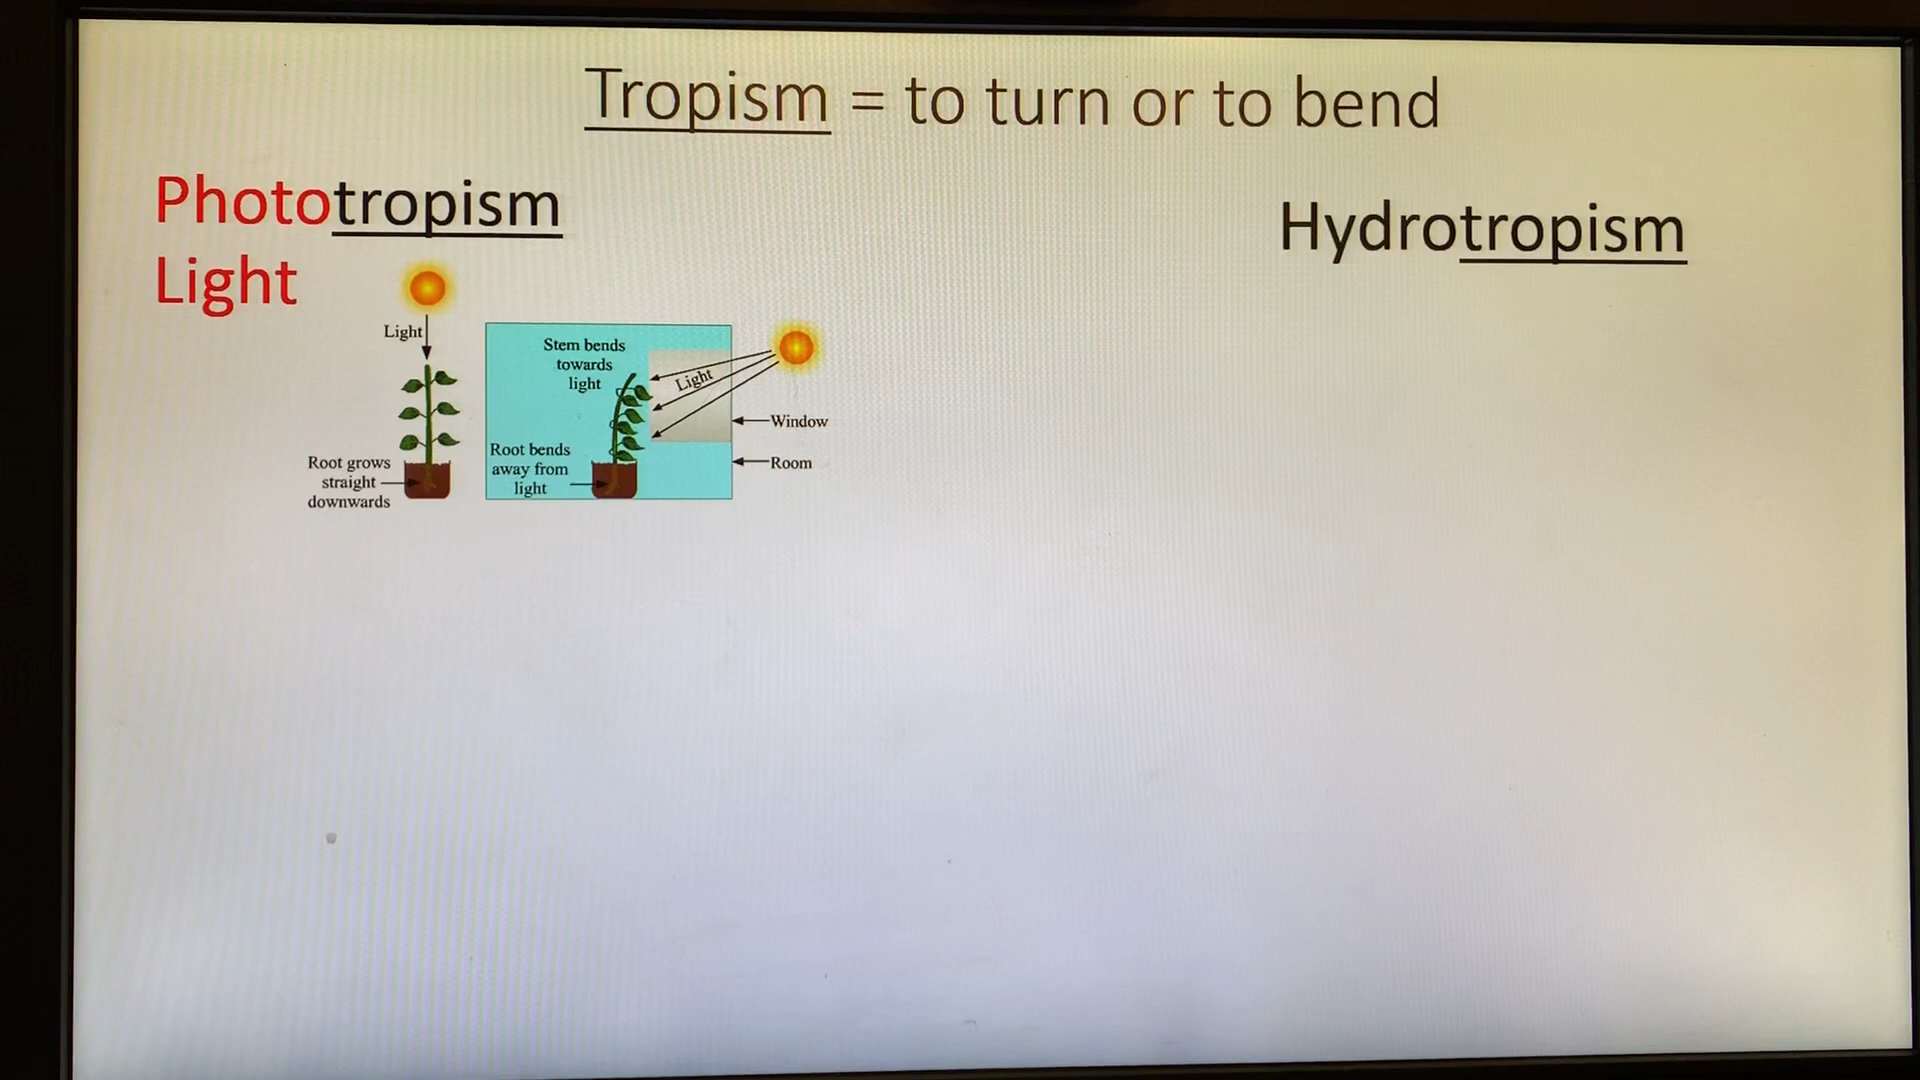 Tropism = to turn or to bend
Phototropism
Light
Hydrotropism
Light
Root grows
straight
downwards
Stem bends
towards
light
Light
Root bends
away from
light
Window
Room